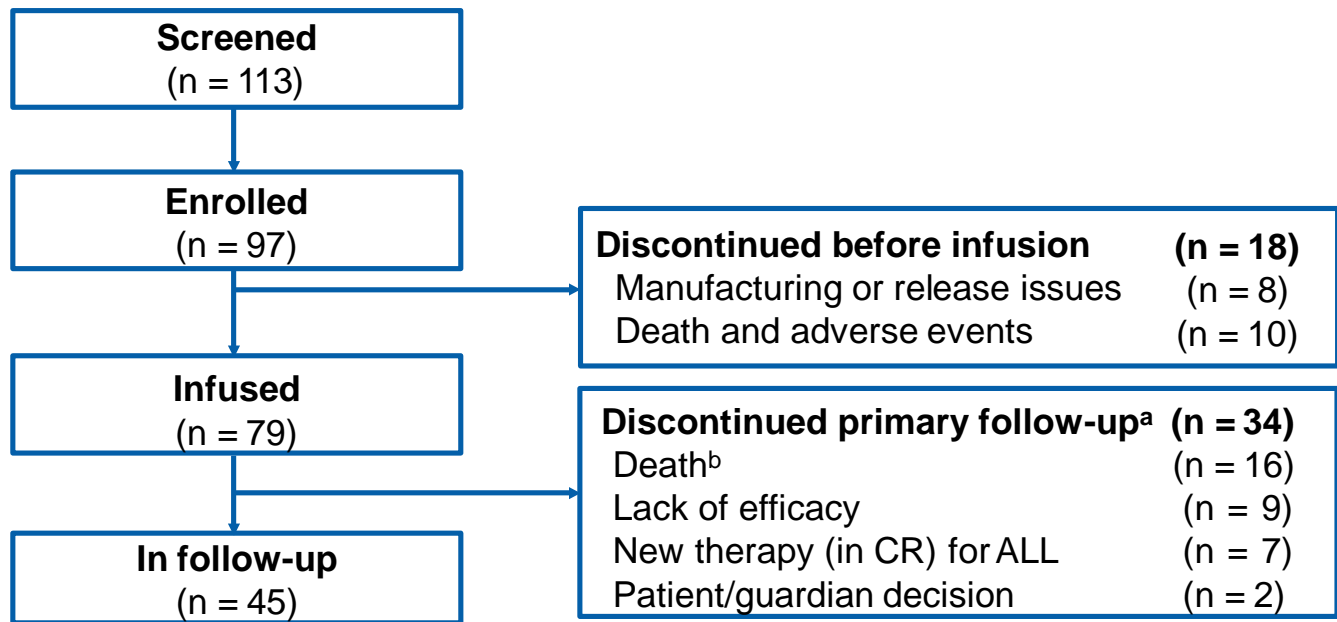 Screened
(n = 113)
Enrolled
(n = 97)
Discontinued before infusion (n = 18)
Manufacturing or release issues (n = 8)
Death and adverse events (n = 10)
Infused
(n = 79)
Discontinued primary follow-upᵃ (n = 34)
Deathᵇ (n = 16)
Lack of efficacy (n = 9)
New therapy (in CR) for ALL (n = 7)
Patient/guardian decision (n = 2)
In follow-up
(n = 45)